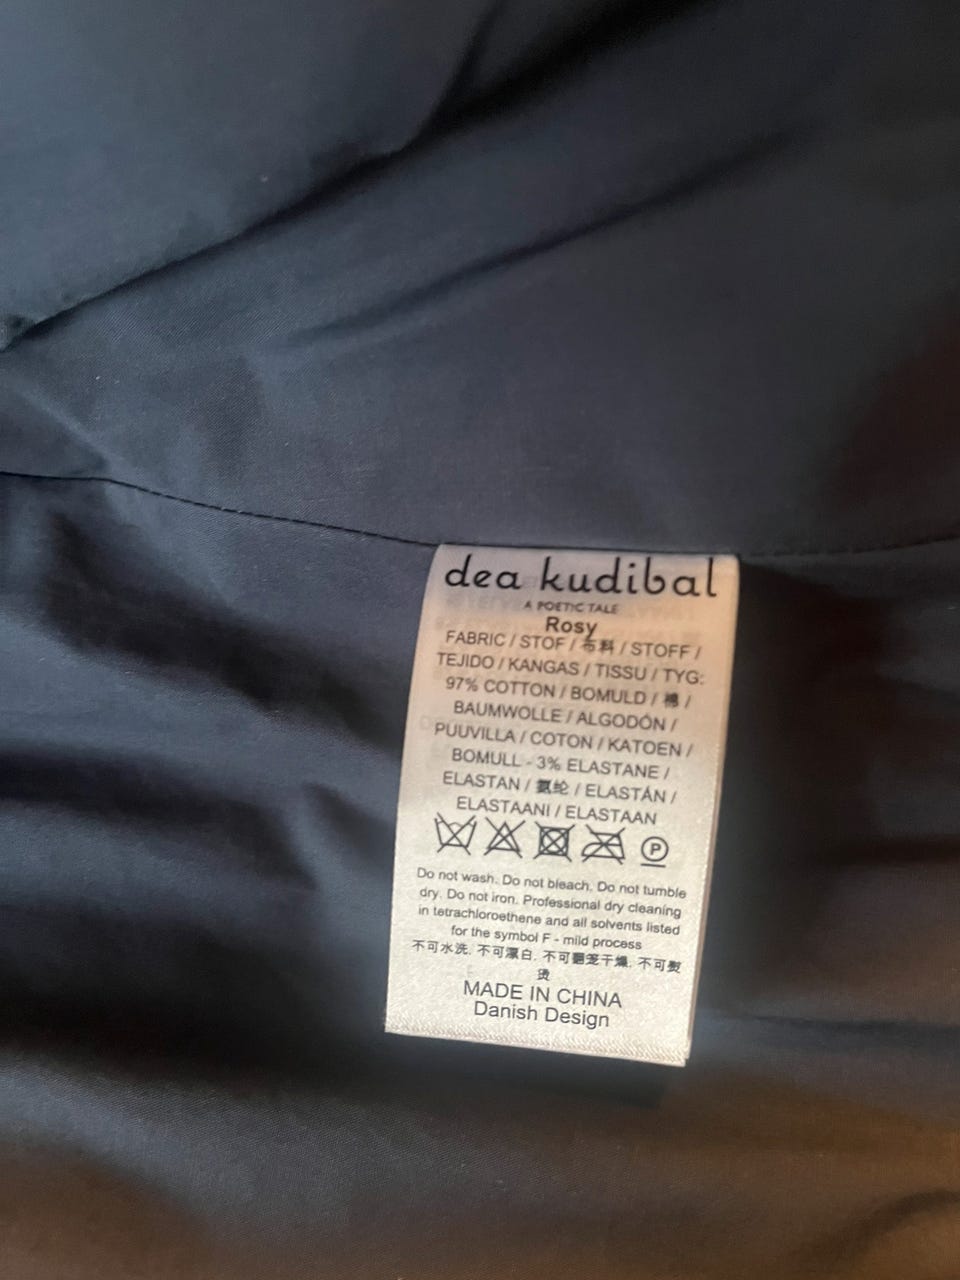 dea kudibal
A POETIC TALE
Rosy
FABRIC / STOF / 布料 / STOFF /
TEJIDO / KANGAS / TISSU / TYG:
97% COTTON / BOMULD / 棉 /
BAUMWOLLE / ALGODÓN /
PUUVILLA / COTON / KATOEN /
BOMULL - 3% ELASTANE /
ELASTAN / 氨纶 / ELASTÁN /
ELASTAANI / ELASTAAN
P
Do not wash. Do not bleach. Do not tumble
dry. Do not iron. Professional dry cleaning
in tetrachloroethene and all solvents listed
for the symbol F - mild process
不可水洗. 不可漂白. 不可翻笼干燥. 不可熨
烫
MADE IN CHINA
Danish Design